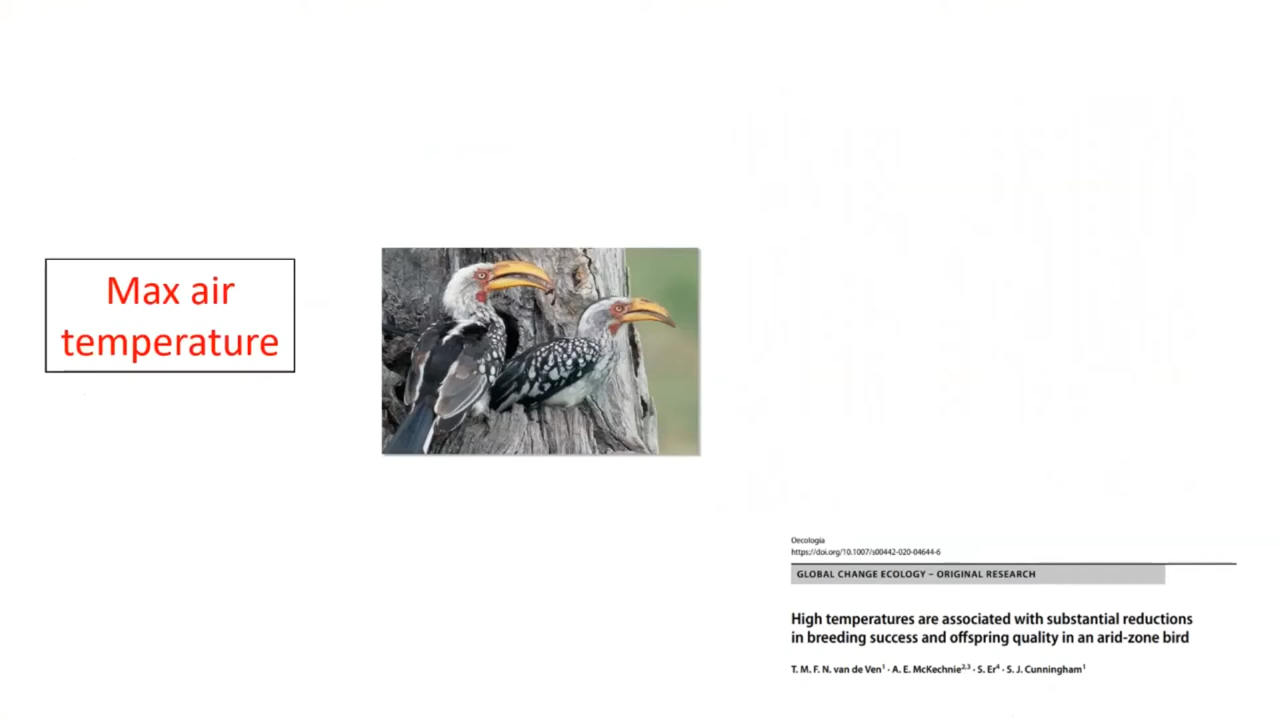 Max air
temperature
Oecologia
https://doi.org/10.1007/s00442-020-04644-6
GLOBAL CHANGE ECOLOGY – ORIGINAL RESEARCH
High temperatures are associated with substantial reductions
in breeding success and offspring quality in an arid-zone bird
T. M. F. N. van de Ven¹ · A. E. McKechnie²,³ · S. Er⁴ · S. J. Cunningham¹